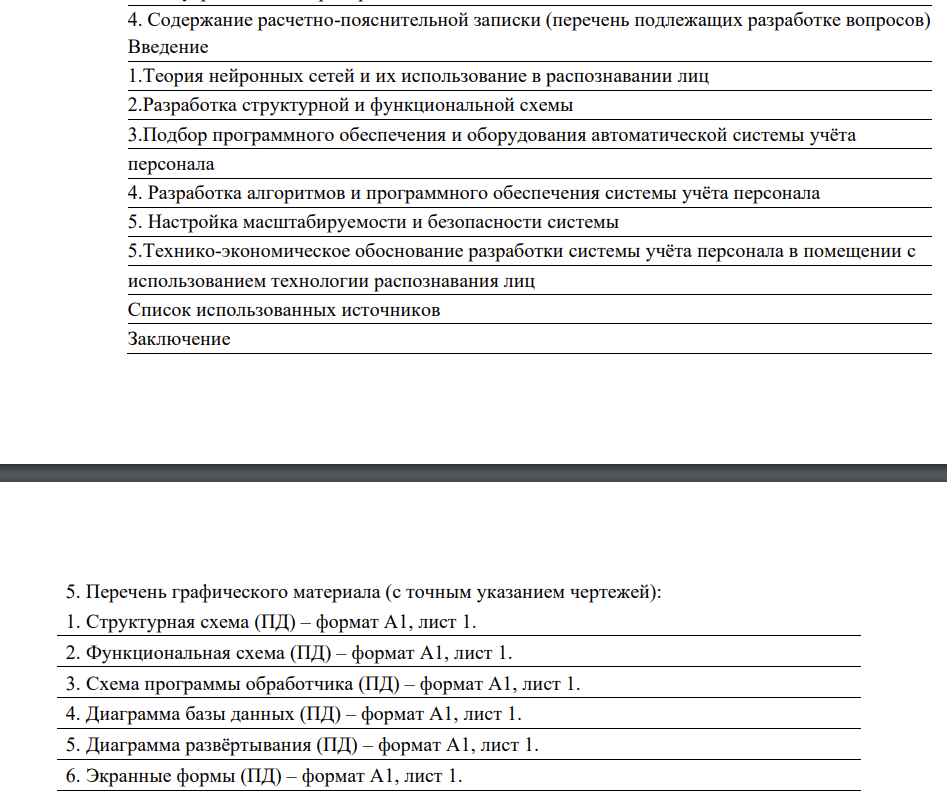 4. Содержание расчетно-пояснительной записки (перечень подлежащих разработке вопросов)
Введение
1.Теория нейронных сетей и их использование в распознавании лиц
2.Разработка структурной и функциональной схемы
3.Подбор программного обеспечения и оборудования автоматической системы учёта
персонала
4. Разработка алгоритмов и программного обеспечения системы учёта персонала
5. Настройка масштабируемости и безопасности системы
5.Технико-экономическое обоснование разработки системы учёта персонала в помещении с
использованием технологии распознавания лиц
Список использованных источников
Заключение
5. Перечень графического материала (с точным указанием чертежей):
1. Структурная схема (ПД) – формат А1, лист 1.
2. Функциональная схема (ПД) – формат А1, лист 1.
3. Схема программы обработчика (ПД) – формат А1, лист 1.
4. Диаграмма базы данных (ПД) – формат А1, лист 1.
5. Диаграмма развёртывания (ПД) – формат А1, лист 1.
6. Экранные формы (ПД) – формат А1, лист 1.